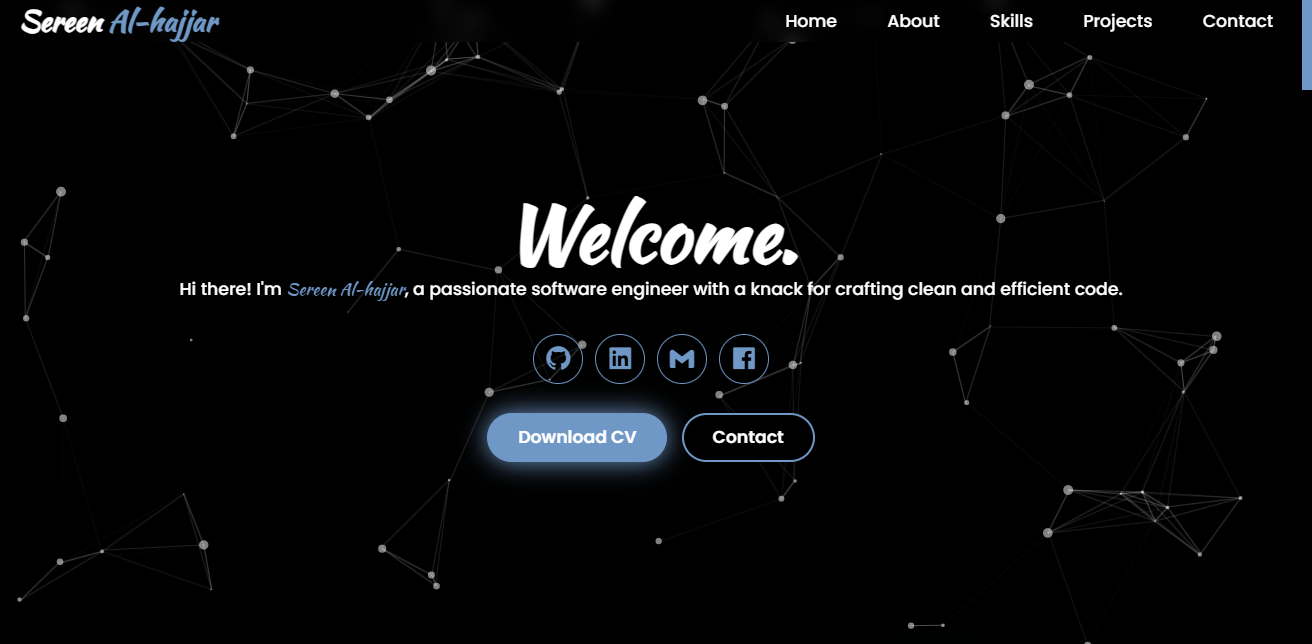 Sereen Al-hajjar Home About Skills Projects Contact
Welcome.
Hi there! I'm Sereen Al-hajjar, a passionate software engineer with a knack for crafting clean and efficient code.
in
Download CV Contact